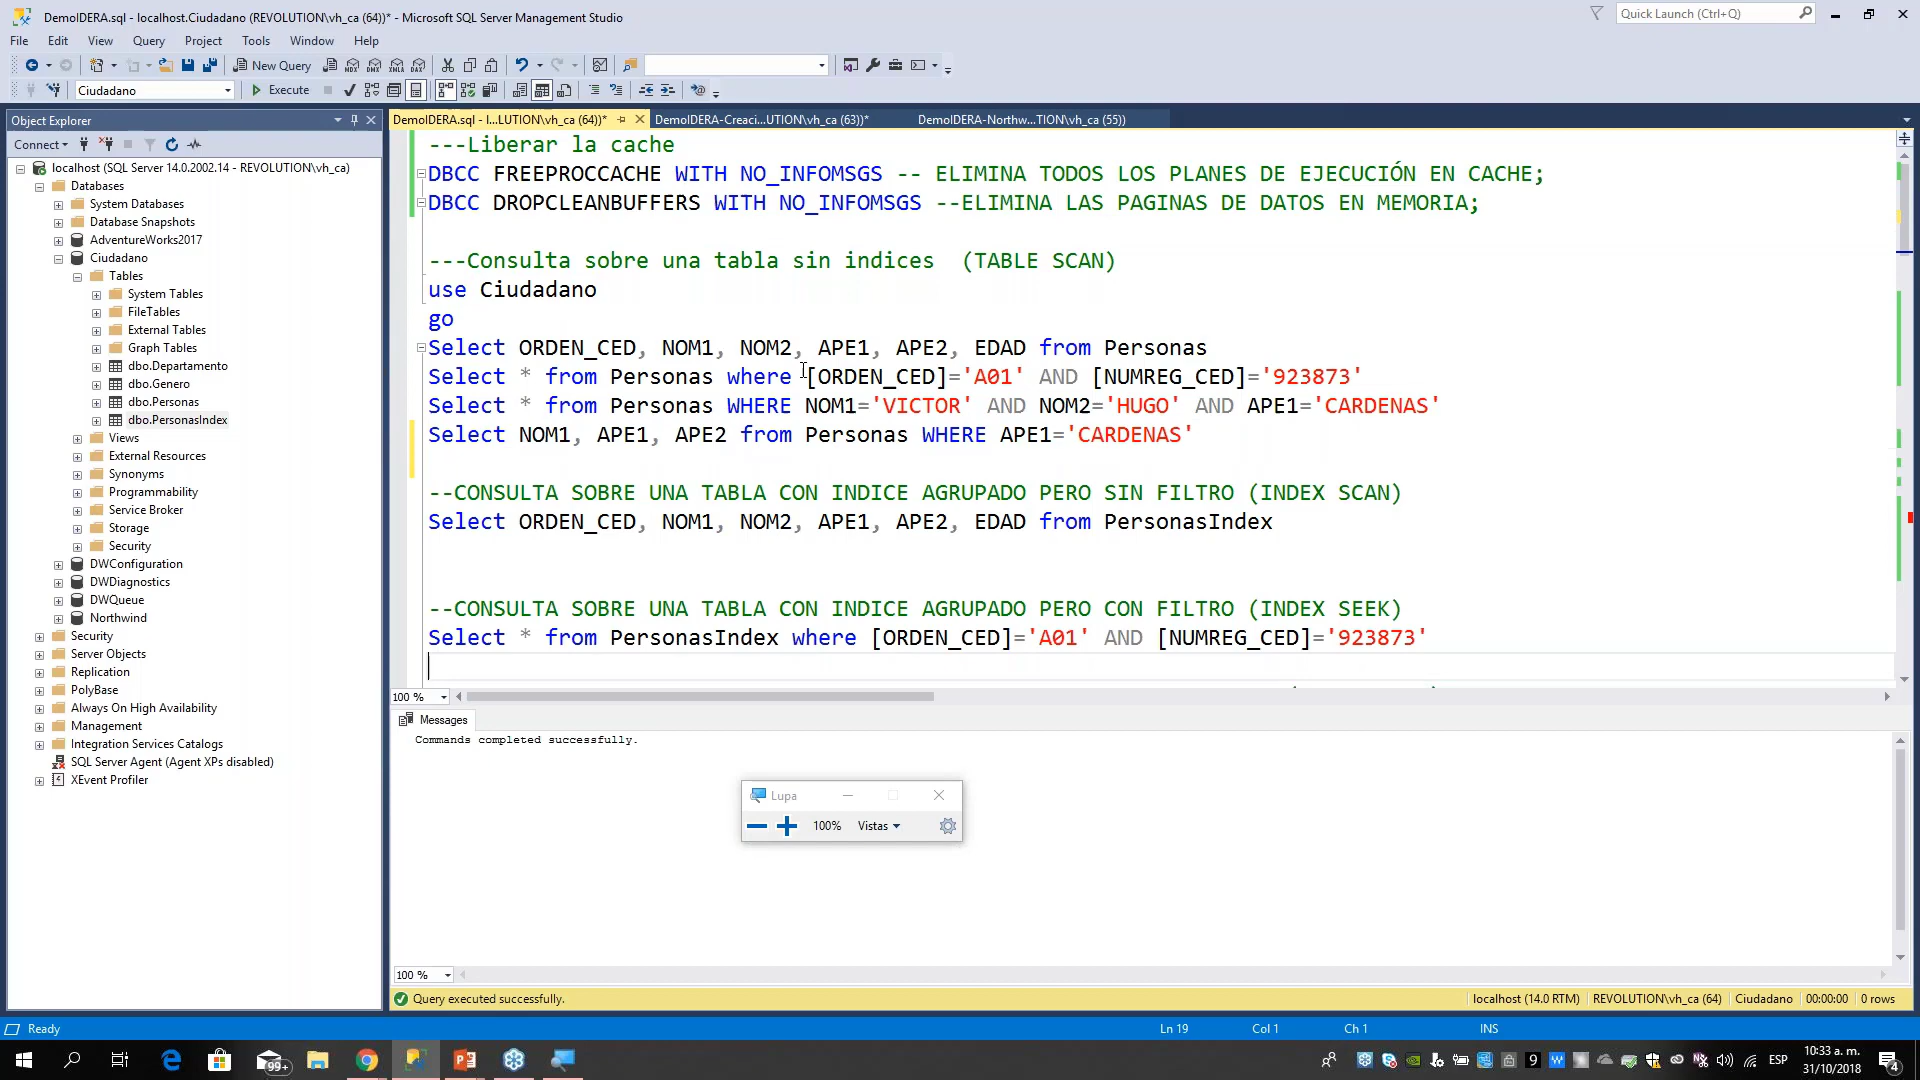 DemoIDERA.sql - localhost.Ciudadano (REVOLUTION\vh_ca (64))* - Microsoft SQL Server Management Studio
Quick Launch (Ctrl+Q)
File Edit View Query Project Tools Window Help
New Query
Ciudadano
Execute
Object Explorer
DemoIDERA.sql - l...LUTION\vh_ca (64))*
DemoIDERA-Creaci...UTION\vh_ca (63))*
DemoIDERA-Northw...TION\vh_ca (55))
Connect
localhost (SQL Server 14.0.2002.14 - REVOLUTION\vh_ca)
Databases
System Databases
Database Snapshots
AdventureWorks2017
Ciudadano
Tables
System Tables
FileTables
External Tables
Graph Tables
dbo.Departamento
dbo.Genero
dbo.Personas
dbo.PersonasIndex
Views
External Resources
Synonyms
Programmability
Service Broker
Storage
Security
DWConfiguration
DWDiagnostics
DWQueue
Northwind
Security
Server Objects
Replication
PolyBase
Always On High Availability
Management
Integration Services Catalogs
SQL Server Agent (Agent XPs disabled)
XEvent Profiler
---Liberar la cache
DBCC FREEPROCCACHE WITH NO_INFOMSGS -- ELIMINA TODOS LOS PLANES DE EJECUCIÓN EN CACHE;
DBCC DROPCLEANBUFFERS WITH NO_INFOMSGS --ELIMINA LAS PAGINAS DE DATOS EN MEMORIA;
---Consulta sobre una tabla sin indices (TABLE SCAN)
use Ciudadano
go
Select ORDEN_CED, NOM1, NOM2, APE1, APE2, EDAD from Personas
Select * from Personas where [ORDEN_CED]='A01' AND [NUMREG_CED]='923873'
Select * from Personas WHERE NOM1='VICTOR' AND NOM2='HUGO' AND APE1='CARDENAS'
Select NOM1, APE1, APE2 from Personas WHERE APE1='CARDENAS'
--CONSULTA SOBRE UNA TABLA CON INDICE AGRUPADO PERO SIN FILTRO (INDEX SCAN)
Select ORDEN_CED, NOM1, NOM2, APE1, APE2, EDAD from PersonasIndex
--CONSULTA SOBRE UNA TABLA CON INDICE AGRUPADO PERO CON FILTRO (INDEX SEEK)
Select * from PersonasIndex where [ORDEN_CED]='A01' AND [NUMREG_CED]='923873'
100 %
Messages
Commands completed successfully.
Lupa
100% Vistas
100 %
Query executed successfully.
localhost (14.0 RTM) REVOLUTION\vh_ca (64) Ciudadano 00:00:00 0 rows
Ready
Ln 19 Col 1 Ch 1 INS
99+
ESP
10:33 a. m.
31/10/2018
4